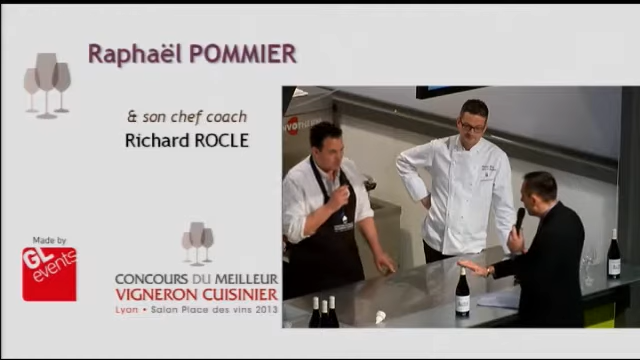 Raphaël POMMIER
& son chef coach
Richard ROCLE
Made by
GL
events
CONCOURS DU MEILLEUR
VIGNERON CUISINIER
Lyon • Salon Place des vins 2013